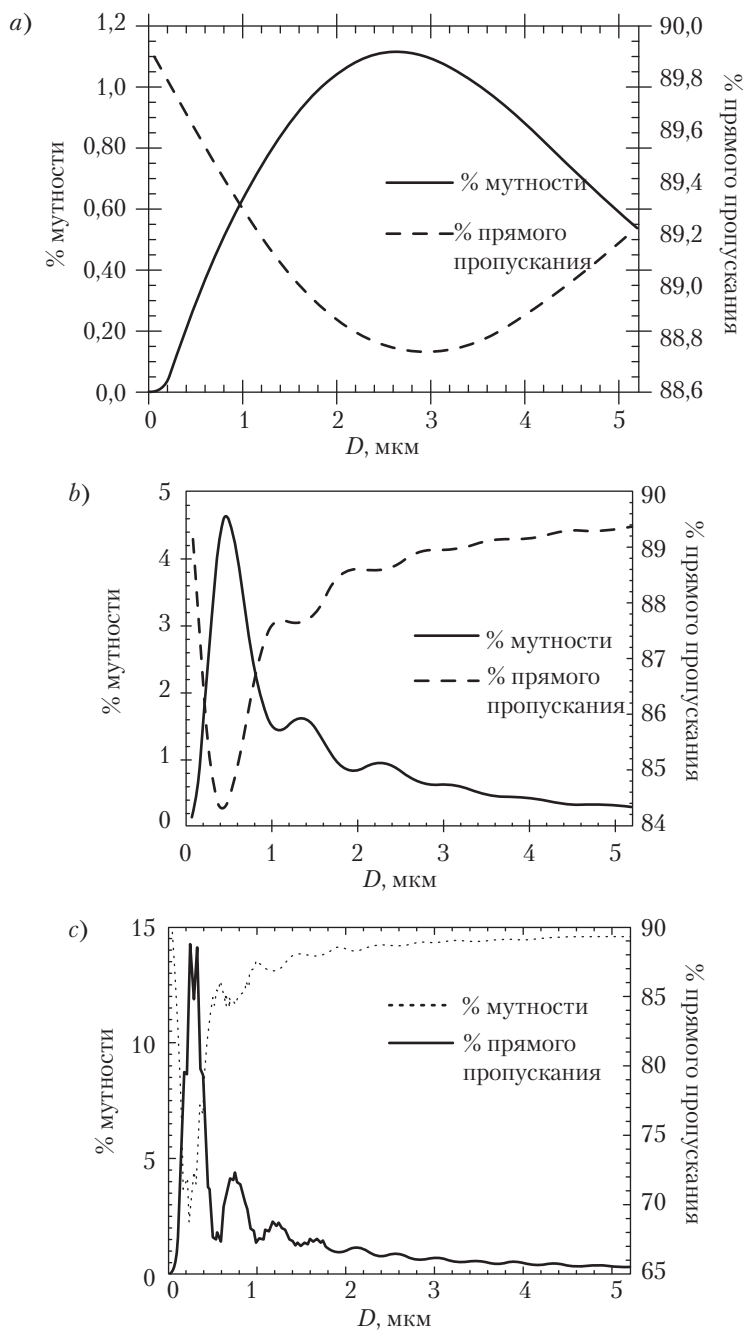 a)
1,2
1,0
0,80
0,60
0,40
0,20
0,0
% мутности
90,0
89,8
89,6
89,4
89,2
89,0
88,8
88,6
% прямого пропускания
% мутности
% прямого
пропускания
0 1 2 3 4 5
D, мкм
b)
5
4
3
2
1
0
% мутности
90
89
88
87
86
85
84
% прямого пропускания
% мутности
% прямого
пропускания
0 1 2 3 4 5
D, мкм
c)
15
10
5
0
% мутности
90
85
80
75
70
65
% прямого пропускания
% мутности
% прямого
пропускания
0 1 2 3 4 5
D, мкм